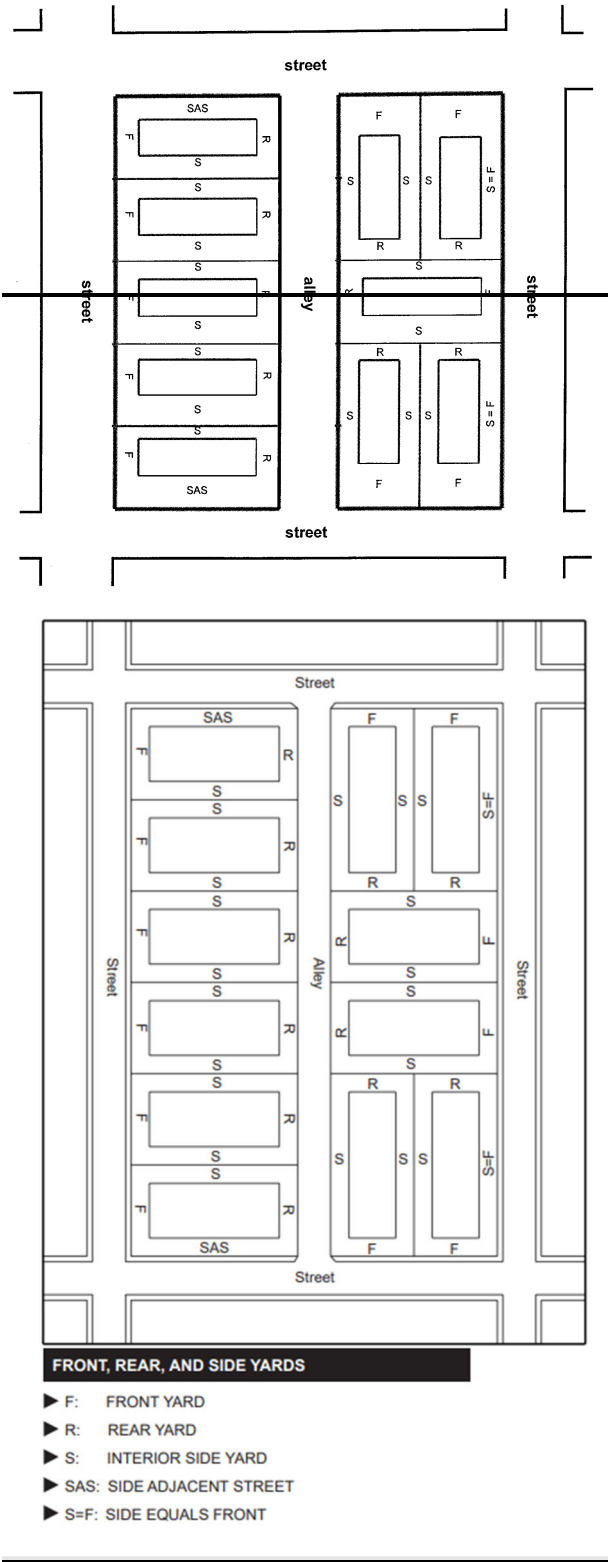 street
SAS
F
F
F
R
S
S
S
S
S = F
S
R
R
F
R
S
S
S
street
alley
street
S
S
S
R
R
F
R
S
S
S
S = F
S
S
F
R
F
F
SAS
street
Street
SAS
F
F
F
R
S
S
S
S=F
S
S
F
R
S
R
R
S
S
F
R
R
F
Street
Alley
Street
S
S
S
S
F
R
R
F
S
S
S
R
R
F
R
S
S
S
S=F
S
S
F
R
SAS
F
F
Street
FRONT, REAR, AND SIDE YARDS
F: FRONT YARD
R: REAR YARD
S: INTERIOR SIDE YARD
SAS: SIDE ADJACENT STREET
S=F: SIDE EQUALS FRONT